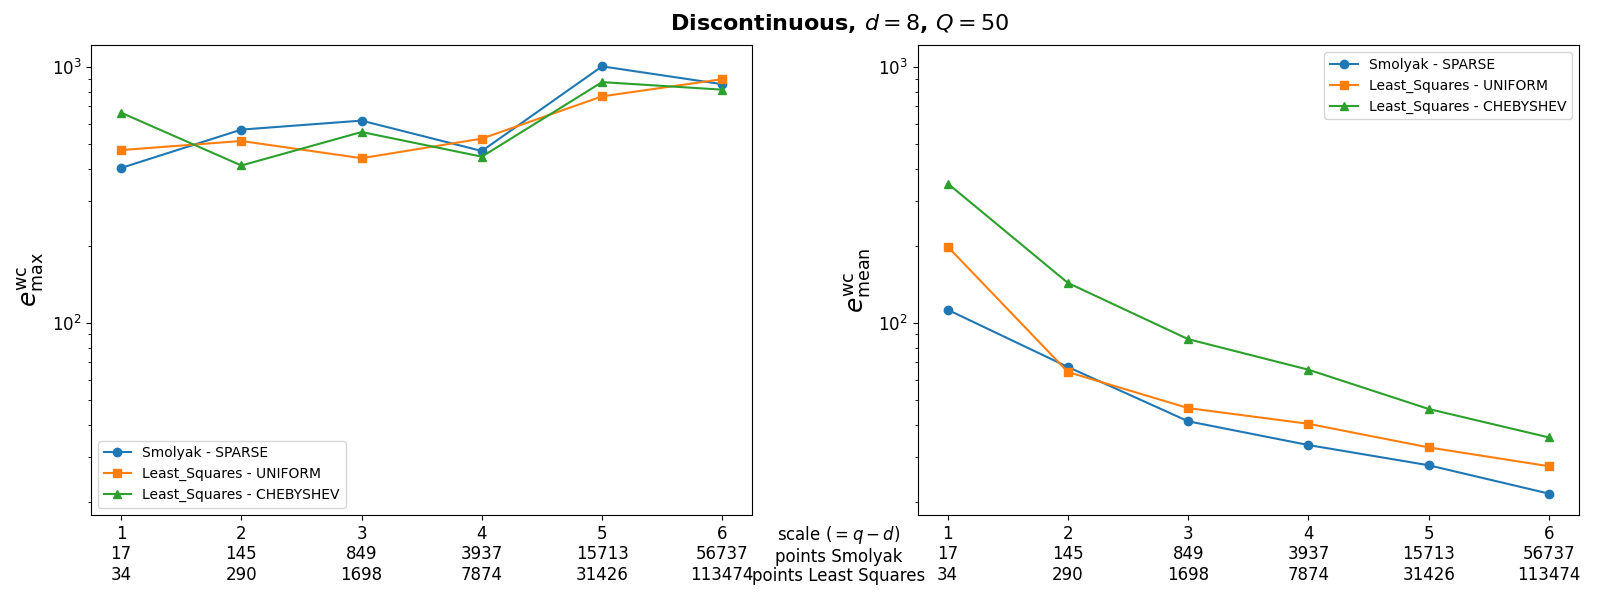 Discontinuous, d = 8, Q = 50
10³
10²
e^wc_max
Smolyak - SPARSE
Least_Squares - UNIFORM
Least_Squares - CHEBYSHEV
10³
10²
e^wc_mean
Smolyak - SPARSE
Least_Squares - UNIFORM
Least_Squares - CHEBYSHEV
1 2 3 4 5 6 scale (= q − d) 1 2 3 4 5 6
17 145 849 3937 15713 56737 points Smolyak 17 145 849 3937 15713 56737
34 290 1698 7874 31426 113474 points Least Squares 34 290 1698 7874 31426 113474